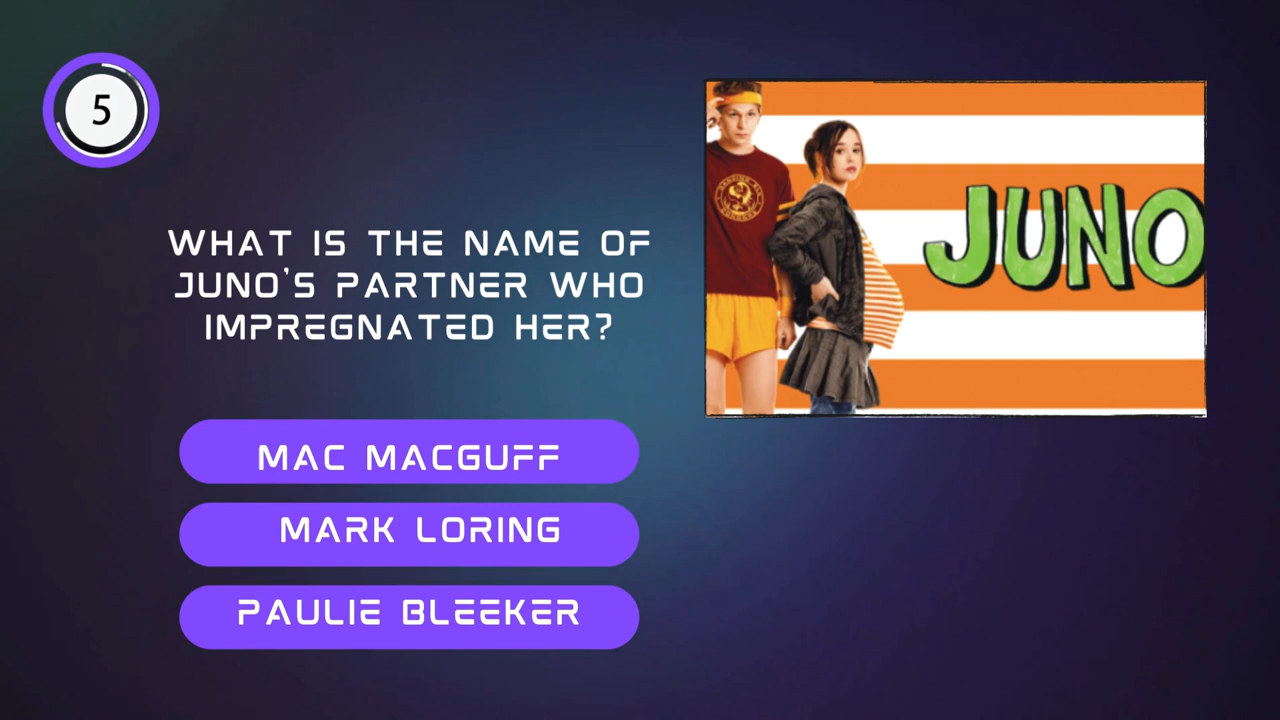 5
WHAT IS THE NAME OF
JUNO'S PARTNER WHO
IMPREGNATED HER?
MAC MACGUFF
MARK LORING
PAULIE BLEEKER
JUNO